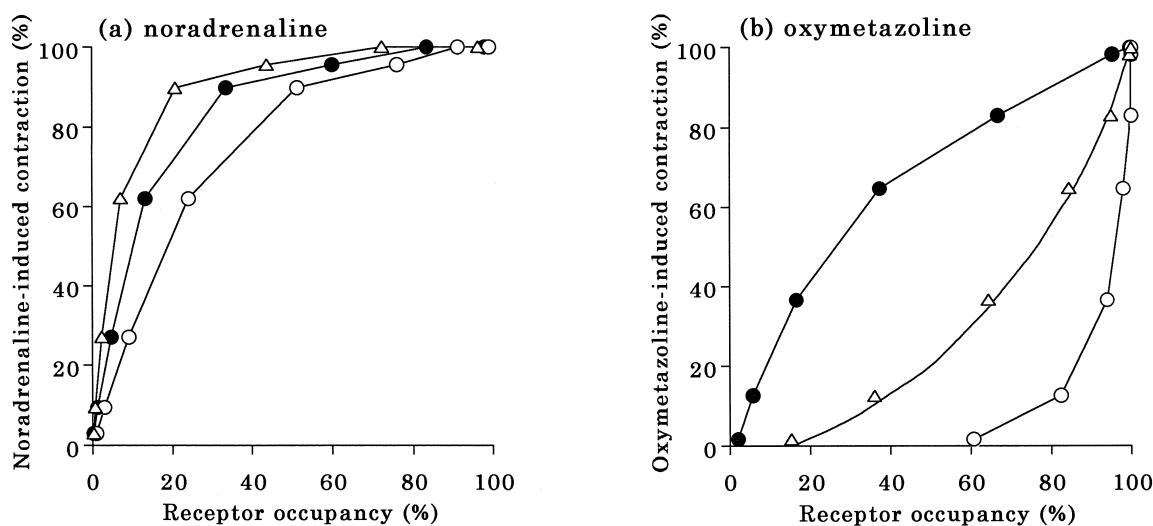 (a) noradrenaline
Noradrenaline-induced contraction (%)
100
80
60
40
20
0
0 20 40 60 80 100
Receptor occupancy (%)
(b) oxymetazoline
Oxymetazoline-induced contraction (%)
100
80
60
40
20
0
0 20 40 60 80 100
Receptor occupancy (%)